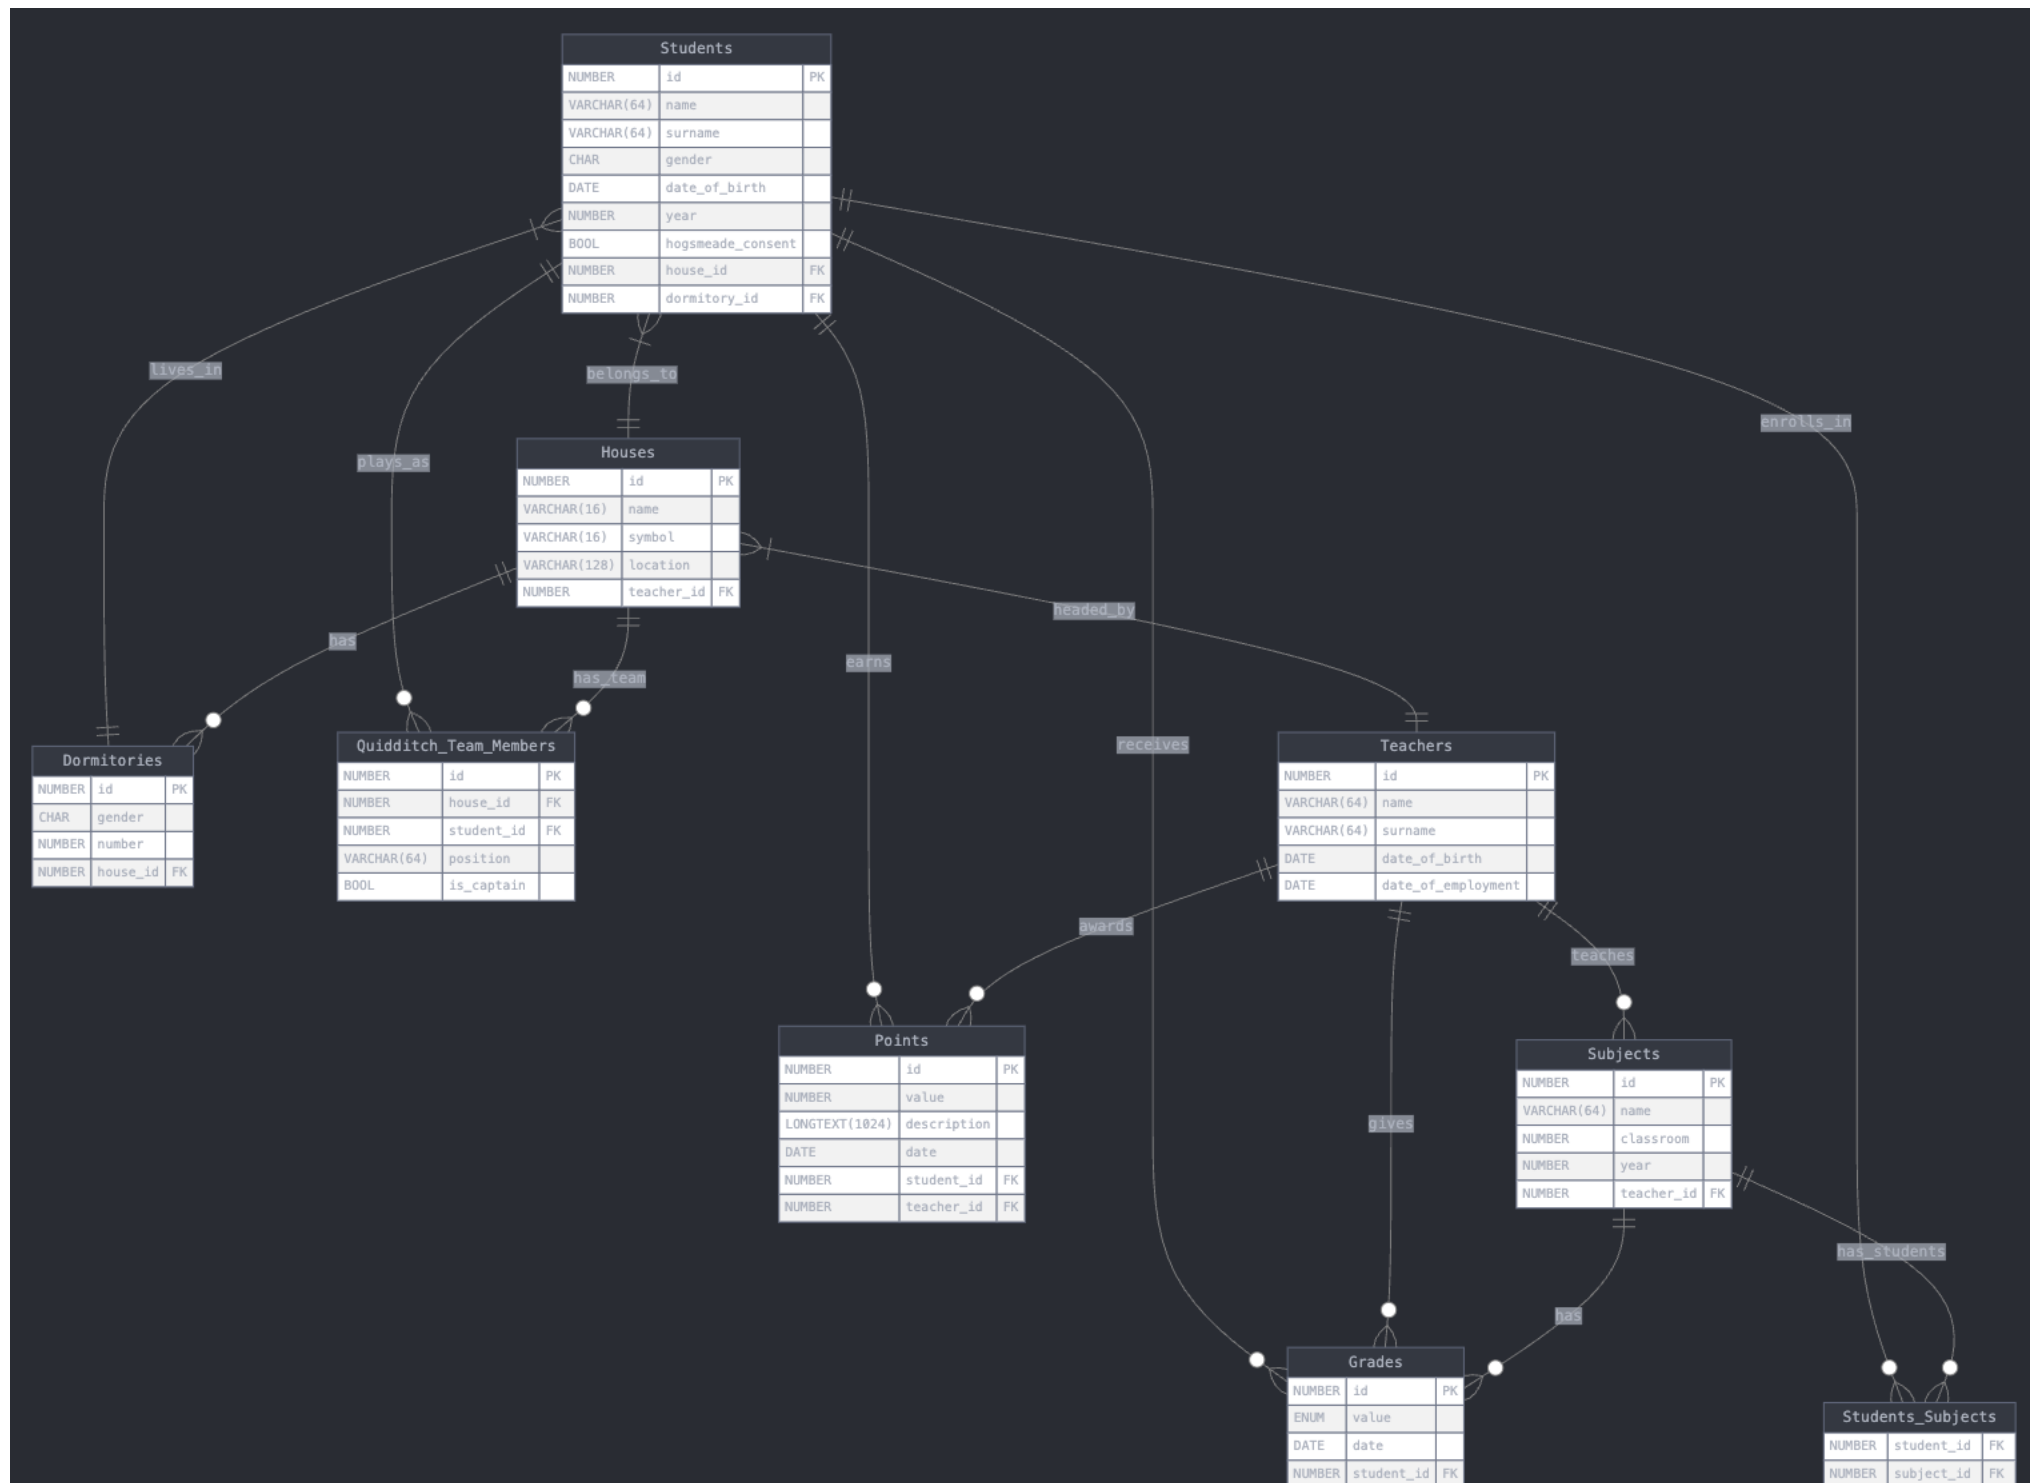 Students
NUMBER id PK
VARCHAR(64) name
VARCHAR(64) surname
CHAR gender
DATE date_of_birth
NUMBER year
BOOL hogsmeade_consent
NUMBER house_id FK
NUMBER dormitory_id FK
lives_in
belongs_to
enrolls_in
plays_as
Houses
NUMBER id PK
VARCHAR(16) name
VARCHAR(16) symbol
VARCHAR(128) location
NUMBER teacher_id FK
headed_by
has
earns
has_team
receives
Dormitories
NUMBER id PK
CHAR gender
NUMBER number
NUMBER house_id FK
Quidditch_Team_Members
NUMBER id PK
NUMBER house_id FK
NUMBER student_id FK
VARCHAR(64) position
BOOL is_captain
Teachers
NUMBER id PK
VARCHAR(64) name
VARCHAR(64) surname
DATE date_of_birth
DATE date_of_employment
awards
teaches
Points
NUMBER id PK
NUMBER value
LONGTEXT(1024) description
DATE date
NUMBER student_id FK
NUMBER teacher_id FK
gives
Subjects
NUMBER id PK
VARCHAR(64) name
NUMBER classroom
NUMBER year
NUMBER teacher_id FK
has_students
has
Grades
NUMBER id PK
ENUM value
DATE date
NUMBER student_id FK
Students_Subjects
NUMBER student_id FK
NUMBER subject_id FK